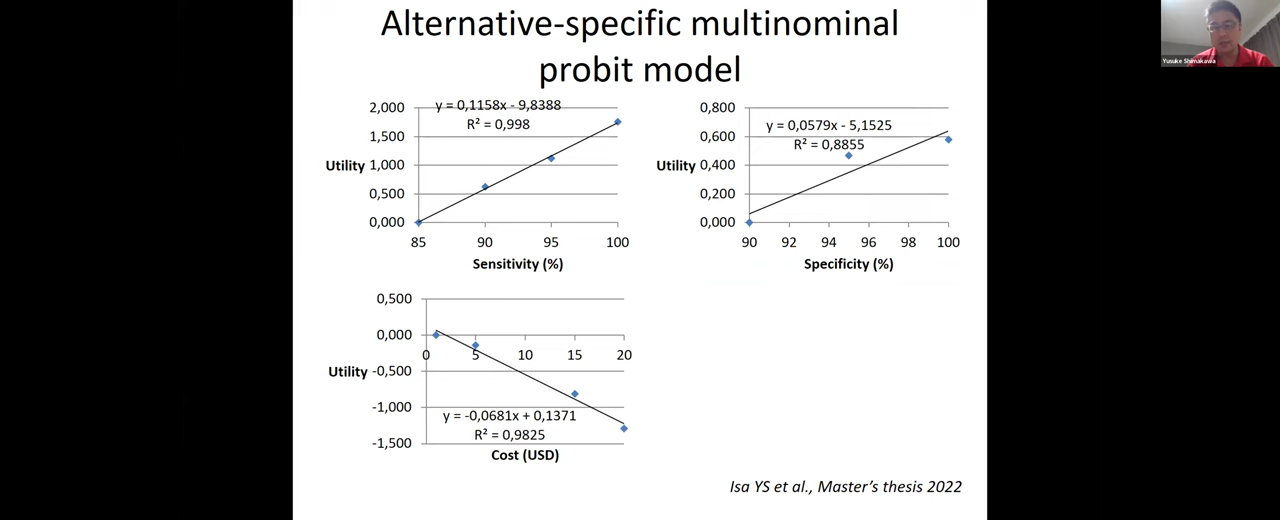 Alternative-specific multinominal
probit model
Yusuke Shimakawa
y = 0,1158x - 9,8388
R² = 0,998
2,000
1,500
Utility 1,000
0,500
0,000
85 90 95 100
Sensitivity (%)
y = 0,0579x - 5,1525
R² = 0,8855
0,800
0,600
Utility 0,400
0,200
0,000
90 92 94 96 98 100
Specificity (%)
0,500
0,000
0 5 10 15 20
Utility -0,500
-1,000
-1,500
y = -0,0681x + 0,1371
R² = 0,9825
Cost (USD)
Isa YS et al., Master's thesis 2022